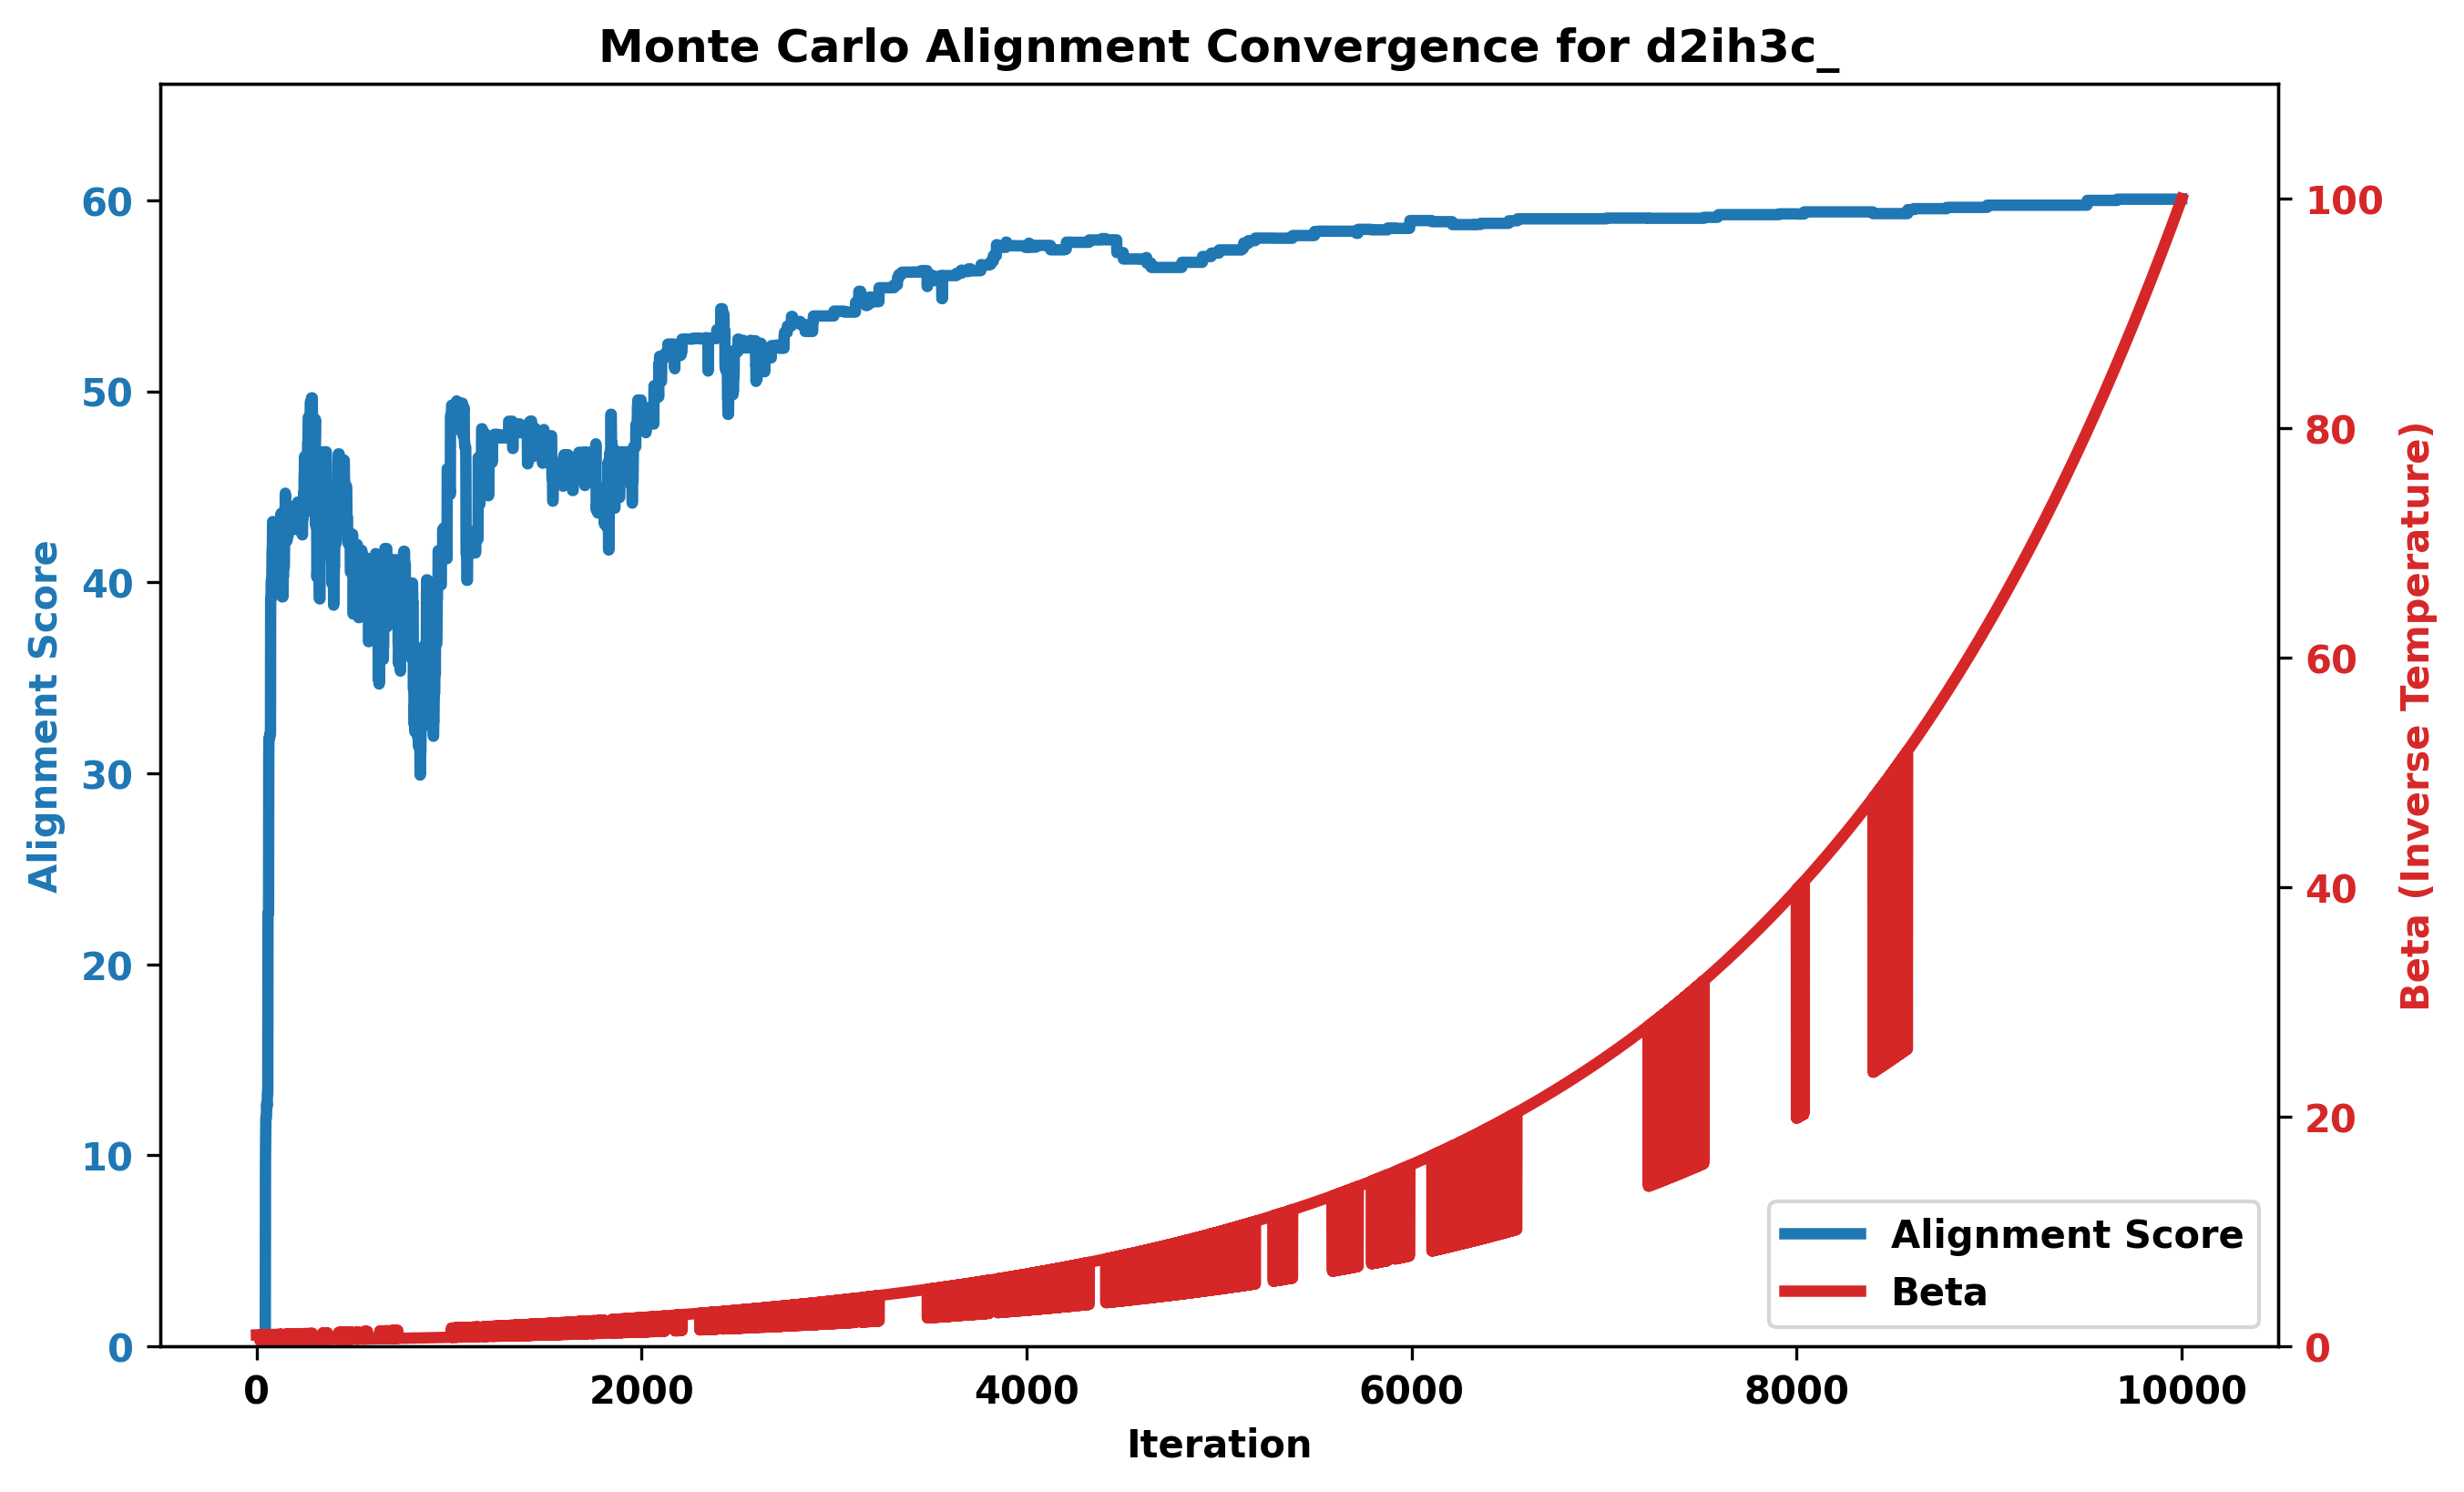 Monte Carlo Alignment Convergence for d2ih3c_
60
50
40
30
20
10
0
Alignment Score
100
80
60
40
20
0
Beta (Inverse Temperature)
Alignment Score
Beta
0 2000 4000 6000 8000 10000
Iteration